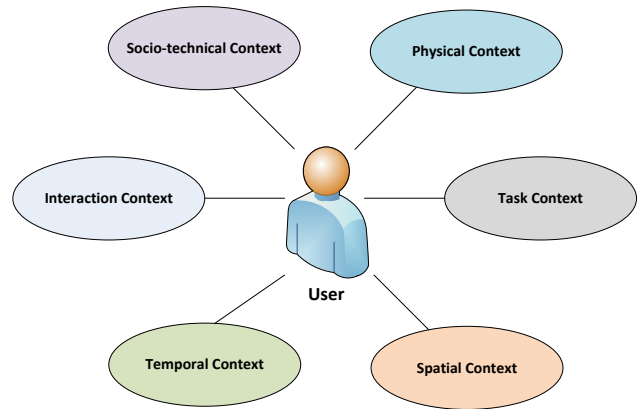 Socio-technical Context
Physical Context
Interaction Context
Task Context
User
Temporal Context
Spatial Context